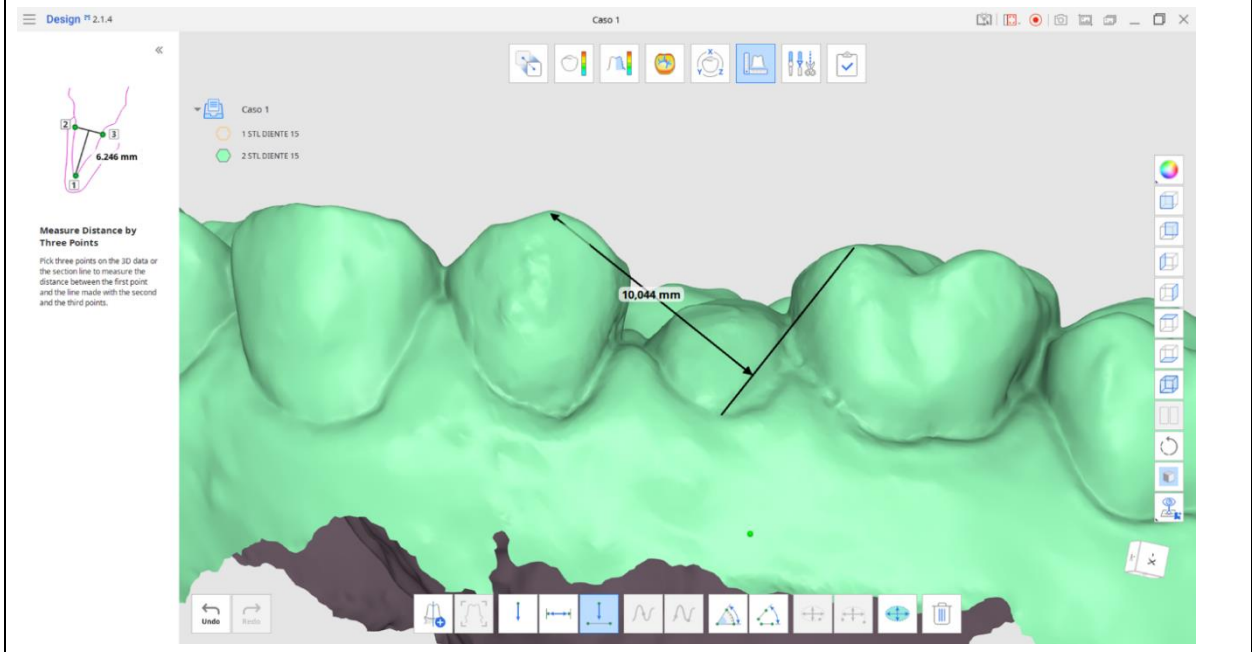 Design 2.1.4
Caso 1
2
3
6.246 mm
1
Measure Distance by
Three Points
Pick three points on the 3D data or
the section line to measure the
distance between the first point
and the line made with the second
and the third points.
X
Y
Z
Caso 1
1 STL DIENTE 15
2 STL DIENTE 15
10,044 mm
Undo
Redo